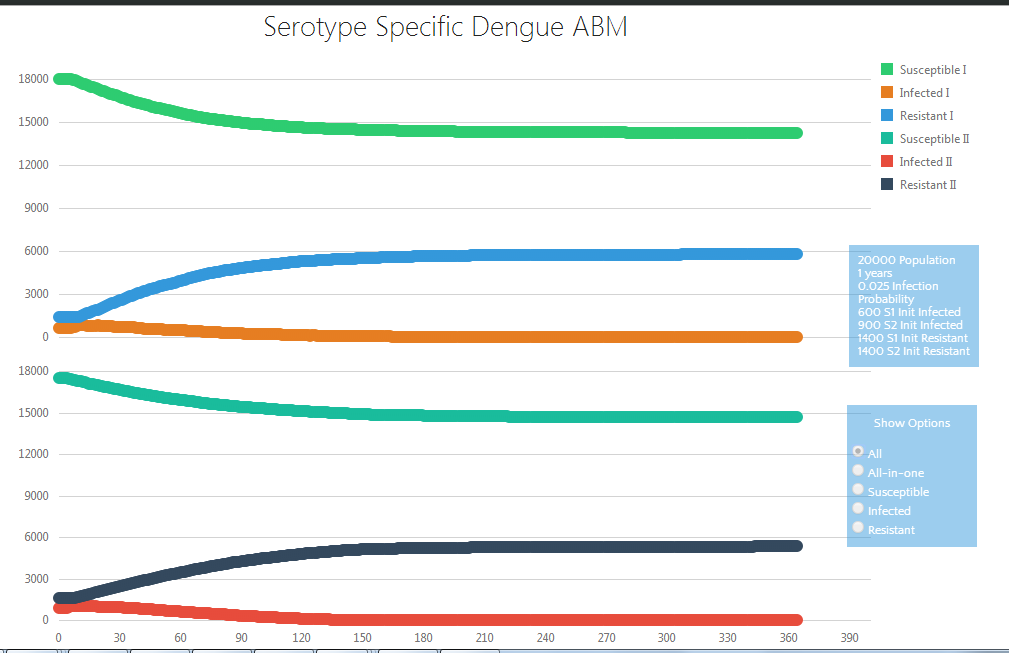 Serotype Specific Dengue ABM
18000
15000
12000
9000
6000
3000
0
18000
15000
12000
9000
6000
3000
0
0 30 60 90 120 150 180 210 240 270 300 330 360 390
Susceptible I
Infected I
Resistant I
Susceptible II
Infected II
Resistant II
20000 Population
1 years
0.025 Infection
Probability
600 S1 Init Infected
900 S2 Init Infected
1400 S1 Init Resistant
1400 S2 Init Resistant
Show Options
All
All-in-one
Susceptible
Infected
Resistant